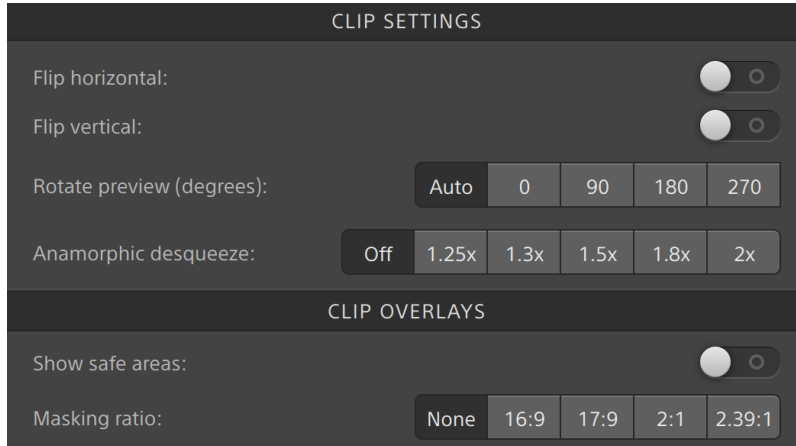 CLIP SETTINGS
Flip horizontal:
Flip vertical:
Rotate preview (degrees): Auto 0 90 180 270
Anamorphic desqueeze: Off 1.25x 1.3x 1.5x 1.8x 2x
CLIP OVERLAYS
Show safe areas:
Masking ratio: None 16:9 17:9 2:1 2.39:1